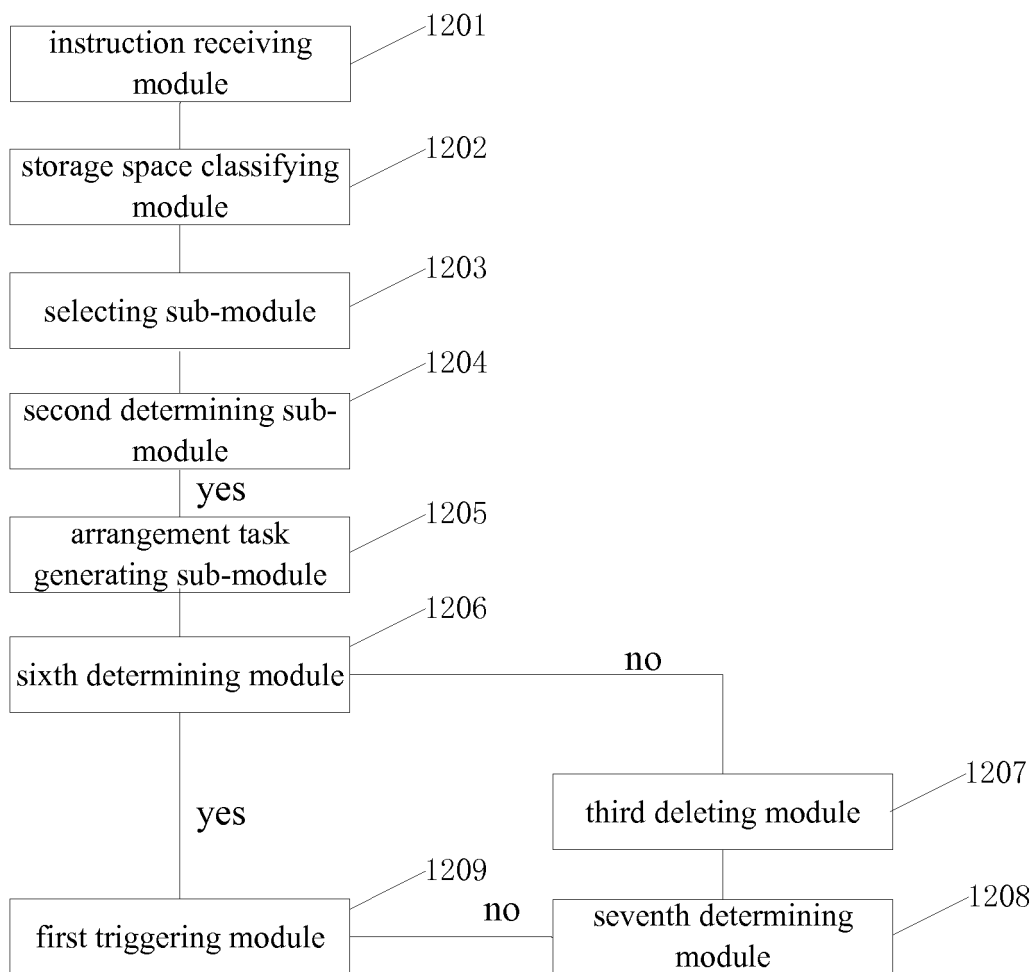 1201
instruction receiving
module
1202
storage space classifying
module
1203
selecting sub-module
1204
second determining sub-
module
yes
1205
arrangement task
generating sub-module
1206
sixth determining module
no
1207
third deleting module
yes
1209
first triggering module
no
1208
seventh determining
module